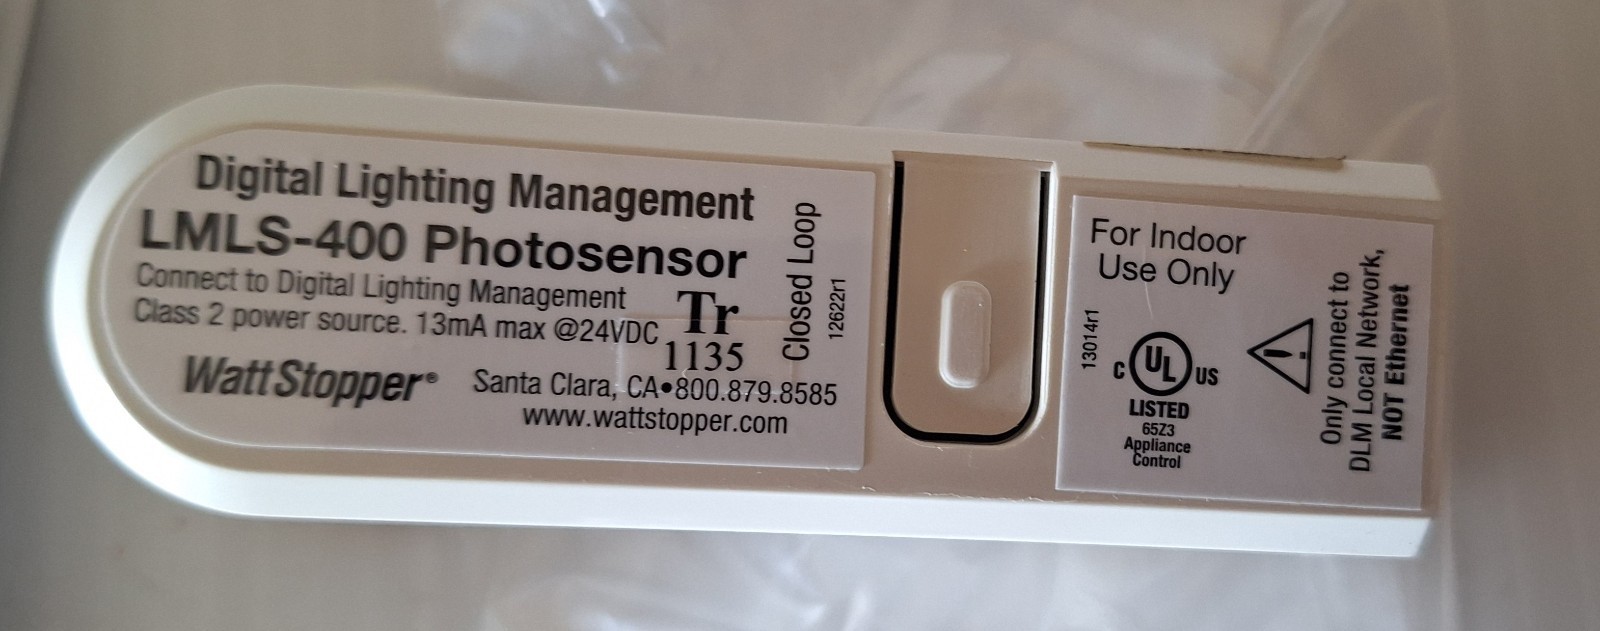 Digital Lighting Management
LMLS-400 Photosensor
Connect to Digital Lighting Management
Class 2 power source. 13mA max @24VDC
Tr
1135
WattStopper®
Santa Clara, CA•800.879.8585
www.wattstopper.com
Closed Loop
12622r1
For Indoor
Use Only
13014r1
C UL US
LISTED
65Z3
Appliance
Control
!
Only connect to
DLM Local Network,
NOT Ethernet